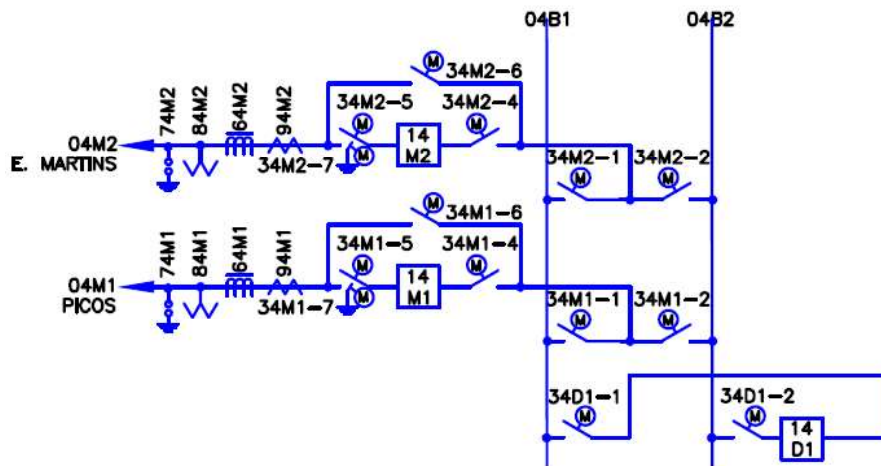 04B1 04B2
M
34M2-6
74M2 84M2 64M2 94M2
34M2-5 34M2-4
M M
04M2
E. MARTINS
34M2-7
M
14
M2
34M2-1 34M2-2
M M
M
34M1-6
74M1 84M1 64M1 94M1
34M1-5 34M1-4
M M
04M1
PICOS
34M1-7
M
14
M1
34M1-1 34M1-2
M M
34D1-1 34D1-2
M M
14
D1